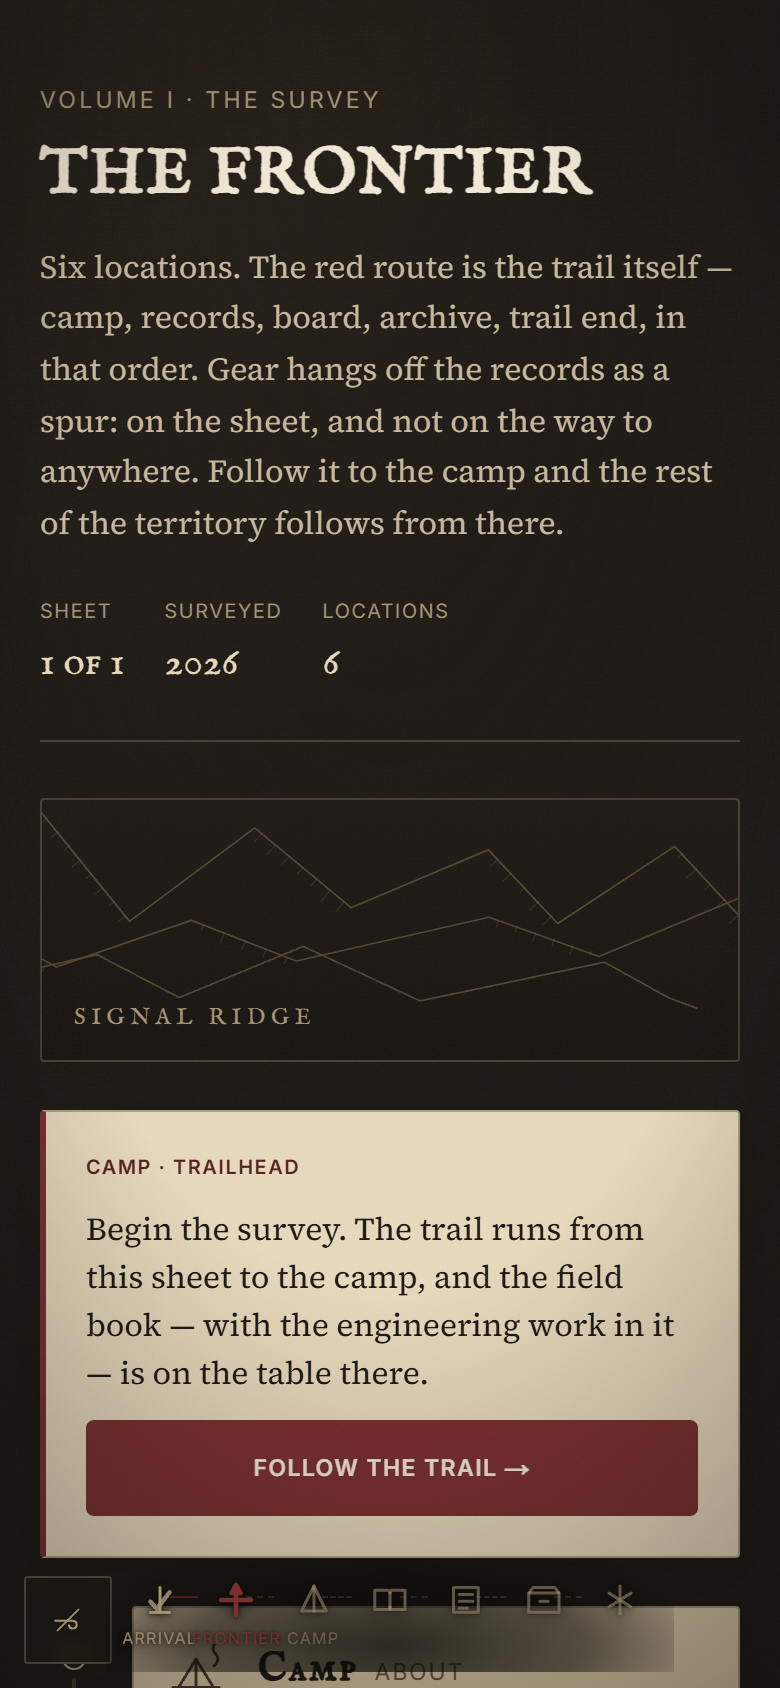 VOLUME I · THE SURVEY
THE FRONTIER
Six locations. The red route is the trail itself —
camp, records, board, archive, trail end, in
that order. Gear hangs off the records as a
spur: on the sheet, and not on the way to
anywhere. Follow it to the camp and the rest
of the territory follows from there.
SHEET SURVEYED LOCATIONS
1 OF 1 2026 6
SIGNAL RIDGE
CAMP · TRAILHEAD
Begin the survey. The trail runs from
this sheet to the camp, and the field
book — with the engineering work in it
— is on the table there.
FOLLOW THE TRAIL →
ARRIVAL FRONTIER CAMP
CAMP ABOUT